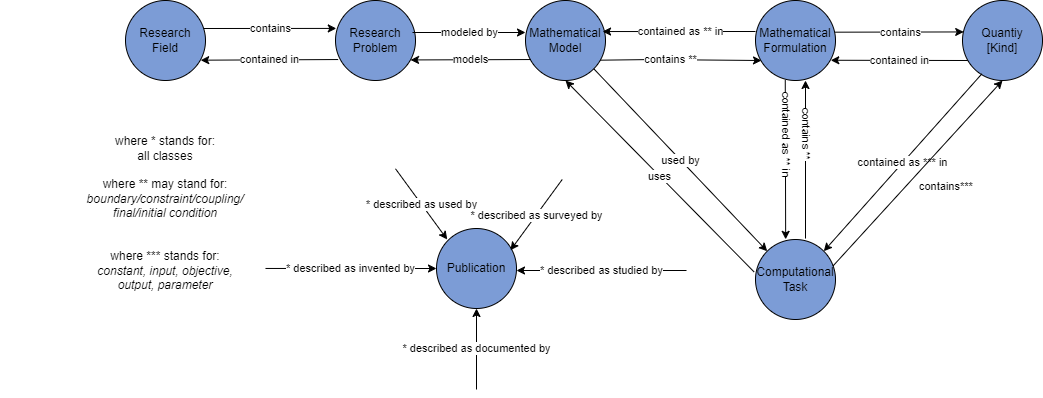 Research
Field
contains
contained in
Research
Problem
modeled by
models
Mathematical
Model
contained as ** in
contains **
Mathematical
Formulation
contains
contained in
Quantiy
[Kind]
used by
uses
contained as ** in
contains **
contained as *** in
contains***
Computational
Task
where * stands for:
all classes
where ** may stand for:
boundary/constraint/coupling/
final/initial condition
where *** stands for:
constant, input, objective,
output, parameter
* described as used by
* described as surveyed by
* described as invented by
Publication
* described as studied by
* described as documented by